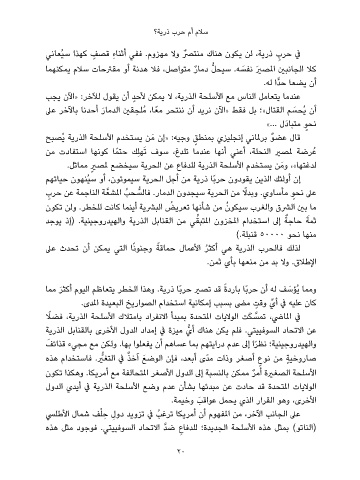 سلام أم حرب ذرية؟
في حربٍ ذرية، لن يكون هناك منتصرٌ ولا مهزوم. ففي أثناء قصفٍ كهذا سيُعاني
كلا الجانبين المصيرَ نفسَه. سيحلُّ دمارٌ متواصل، فلا هدنة أو مقترحات سلام يمكنهما
أن يضعا حدًّا له.
عندما يتعامل الناس مع الأسلحة الذرية، لا يمكن لأحدٍ أن يقول للآخر: «الآن يجب
أن يُحسَم القتال.»؛ بل فقط: «الآن نريد أن ننتحر معًا، مُلحِقين الدمارَ أحدنا بالآخر على
نحوٍ متبادَل ...»
قال عضوٌ برلماني إنجليزي بمنطقٍ وجيه: «إن مَن يستخدم الأسلحة الذرية يُصبح
عُرضة لمصير النحلة، أعني أنها عندما تلدغ، سوف تَهلِك حتمًا كونها استفادت من
لدغتها»، ومَن يستخدم الأسلحة الذرية للدفاع عن الحرية سيخضع لمصيرٍ مماثل.
إن أولئك الذين يقودون حربًا ذرية من أجل الحرية سيموتون، أو سيُنهون حياتهم
على نحوٍ مأساوي. وبدلًا من الحرية سيجدون الدمار. فالسُّحبُ المشعَّة الناجمة عن حربٍ
ما بين الشرق والغرب سيكونُ من شأنها تعريضُ البشرية أينما كانت للخطر. ولن تكون
ثمةَ حاجةٌ إلى استخدام المخزون المتبقِّي من القنابل الذرية والهيدروجينية. (إذ يوجد
منها نحو ٥٠٠٠٠ قنبلة.)
لذلك فالحرب الذرية هي أكثرُ الأعمال حماقةً وجنونًا التي يمكن أن تحدث على
الإطلاق. ولا بد من منعها بأي ثمن.
ومما يُؤسَف له أن حربًا باردةً قد تصير حربًا ذرية. وهذا الخطر يتعاظم اليوم أكثر مما
كان عليه في أيِّ وقتٍ مضى بسبب إمكانية استخدام الصواريخ البعيدة المدى.
في الماضي، تمسَّكَت الولايات المتحدة بمبدأ الانفراد بامتلاك الأسلحة الذرية، فضلًا
عن الاتحاد السوفييتي. فلم يكن هناك أيُّ ميزة في إمداد الدول الأخرى بالقنابل الذرية
والهيدروجينية؛ نظرًا إلى عدم درايتهم بما عساهم أن يفعلوا بها. ولكن مع مجيء قذائفَ
صاروخيةٍ من نوعٍ أصغر وذات مدًى أبعد، فإن الوضعَ آخذٌ في التغيُّر. فاستخدام هذه
الأسلحة الصغيرة أمرٌ ممكن بالنسبة إلى الدول الأصغر المتحالفة مع أمريكا. وهكذا تكون
الولايات المتحدة قد حادت عن مبدئها بشأن عدم وضع الأسلحة الذرية في أيدي الدول
الأخرى، وهو القرار الذي يحمل عواقبَ وخيمة.
على الجانب الآخر، من المفهوم أن أمريكا ترغبُ في تزويد دولِ حلِف شمال الأطلسي
(الناتو) بمثل هذه الأسلحة الجديدة؛ للدفاع ضدَّ الاتحاد السوفييتي. فوجود مثل هذه
٢٠